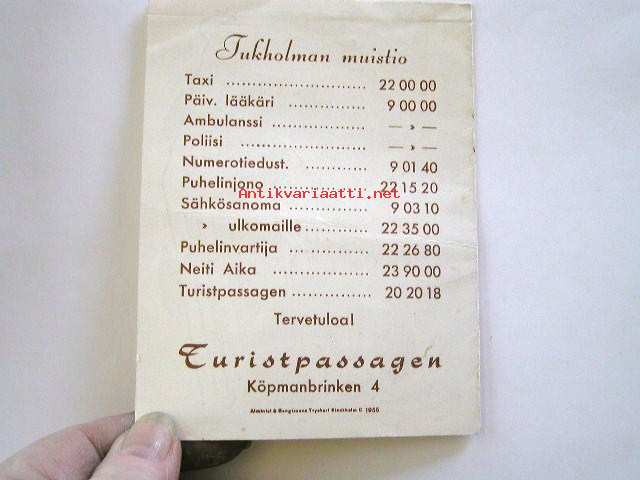 Tukholman muistio
Taxi .......................... 22 00 00
Päiv. lääkäri .............. 9 00 00
Ambulanssi ................. — » —
Poliisi ....................... — » —
Numerotiedust. ........... 9 01 40
Puhelinjono ................ 22 15 20
Antikvariaatti.net
Sähkösanoma .............. 9 03 10
» ulkomaille ............ 22 35 00
Puhelinvartija .............. 22 26 80
Neiti Aika .................. 23 90 00
Turistpassagen ............... 20 20 18
Tervetuloa!
Turistpassagen
Köpmanbrinken 4
Stockholm 1955